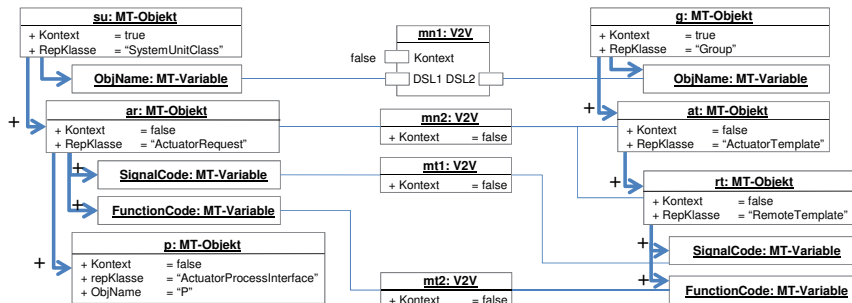 su: MT-Objekt
+ Kontext = true
+ RepKlasse = “SystemUnitClass”
ObjName: MT-Variable
+
ar: MT-Objekt
+ Kontext = false
+ RepKlasse = “ActuatorRequest”
+
SignalCode: MT-Variable
+
FunctionCode: MT-Variable
+
p: MT-Objekt
+ Kontext = false
+ repKlasse = “ActuatorProcessInterface”
+ ObjName = “P”
mn1: V2V
false
Kontext
DSL1 DSL2
mn2: V2V
+ Kontext = false
mt1: V2V
+ Kontext = false
mt2: V2V
+ Kontext = false
g: MT-Objekt
+ Kontext = true
+ RepKlasse = “Group”
ObjName: MT-Variable
+
at: MT-Objekt
+ Kontext = false
+ RepKlasse = “ActuatorTemplate”
+
rt: MT-Objekt
+ Kontext = false
+ RepKlasse = “RemoteTemplate”
+
SignalCode: MT-Variable
+
FunctionCode: MT-Variable